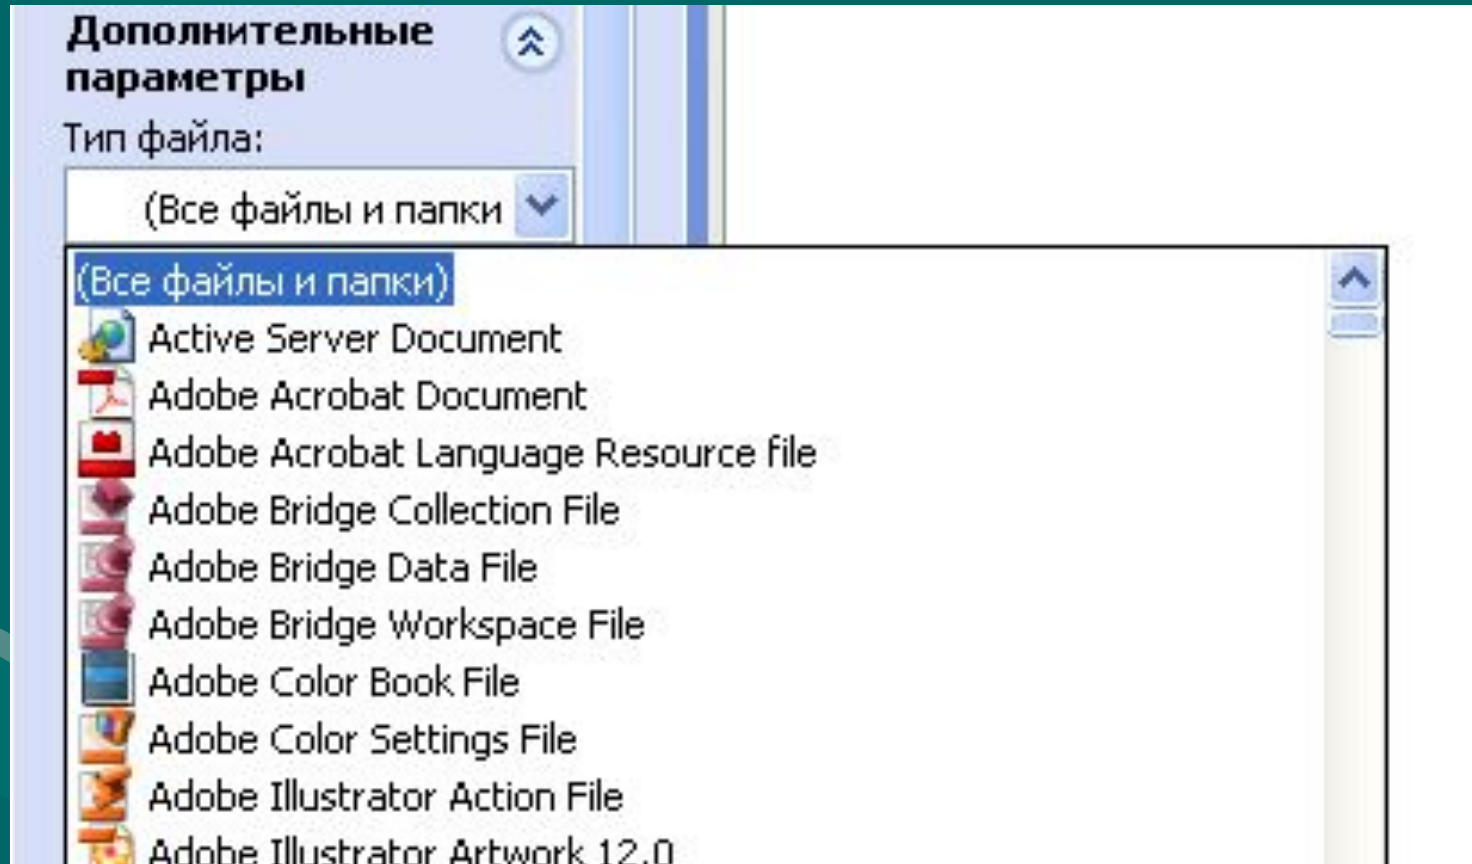 Дополнительные
параметры
Тип файла:
(Все файлы и папки
(Все файлы и папки)
Active Server Document
Adobe Acrobat Document
Adobe Acrobat Language Resource file
Adobe Bridge Collection File
Adobe Bridge Data File
Adobe Bridge Workspace File
Adobe Color Book File
Adobe Color Settings File
Adobe Illustrator Action File
Adobe Illustrator Artwork 12.0